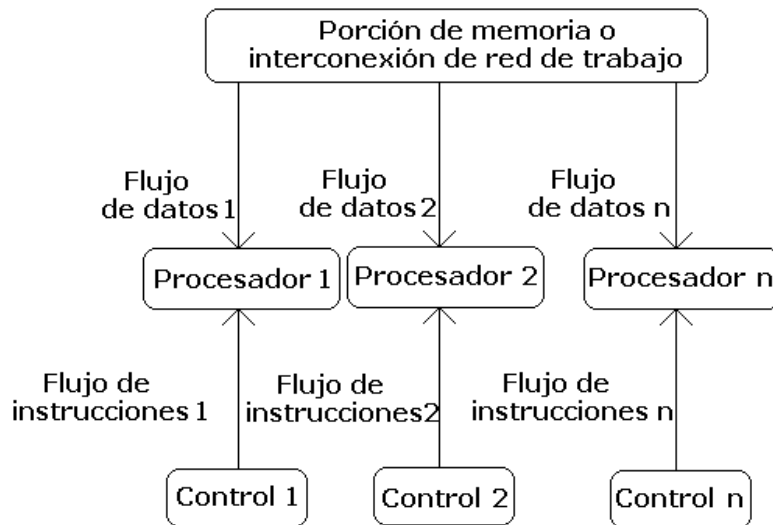 Porción de memoria o
interconexión de red de trabajo
Flujo
de datos 1
Flujo
de datos 2
Flujo
de datos n
Procesador 1
Procesador 2
Procesador n
Flujo de
instrucciones 1
Flujo de
instrucciones 2
Flujo de
instrucciones n
Control 1
Control 2
Control n